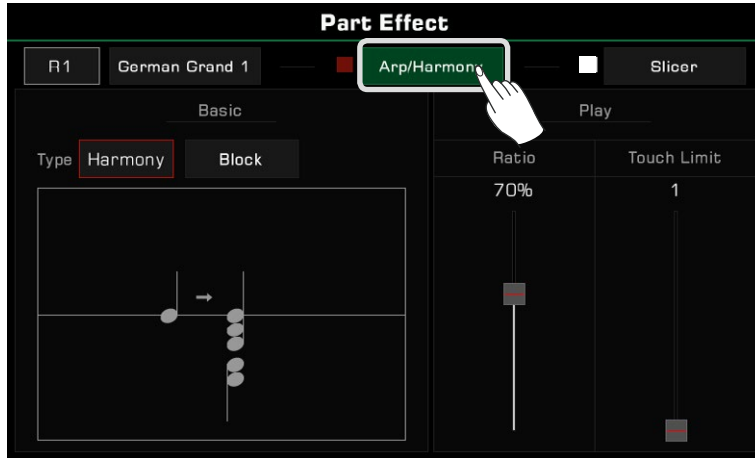 Part Effect
R1 German Grand 1 Arp/Harmony Slicer
Basic Play
Type Harmony Block Ratio Touch Limit
70% 1